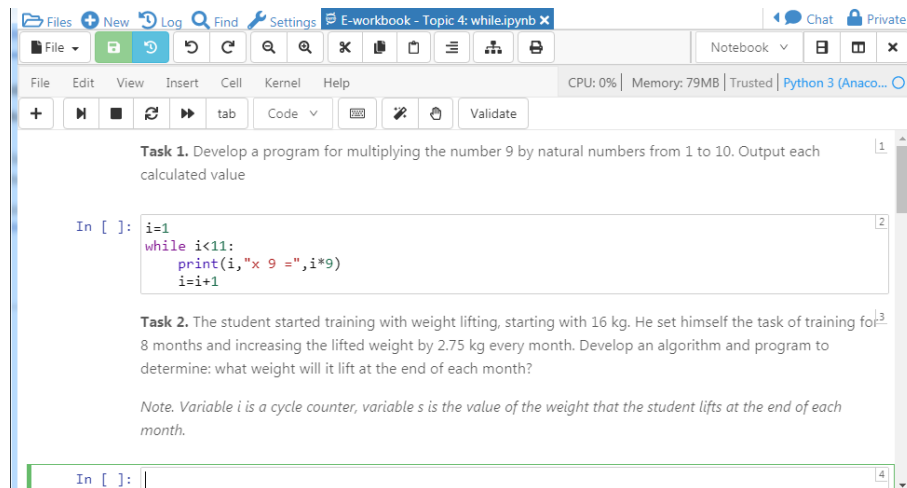 Files New Log Find Settings E-workbook - Topic 4: while.ipynb Chat Private
File Notebook
File Edit View Insert Cell Kernel Help CPU: 0% Memory: 79MB Trusted Python 3 (Anaco...
tab Code Validate
Task 1. Develop a program for multiplying the number 9 by natural numbers from 1 to 10. Output each 1
calculated value
In [ ]: i=1 2
while i<11:
print(i,"x 9 =",i*9)
i=i+1
Task 2. The student started training with weight lifting, starting with 16 kg. He set himself the task of training for 3
8 months and increasing the lifted weight by 2.75 kg every month. Develop an algorithm and program to
determine: what weight will it lift at the end of each month?
Note. Variable i is a cycle counter, variable s is the value of the weight that the student lifts at the end of each
month.
In [ ]: 4